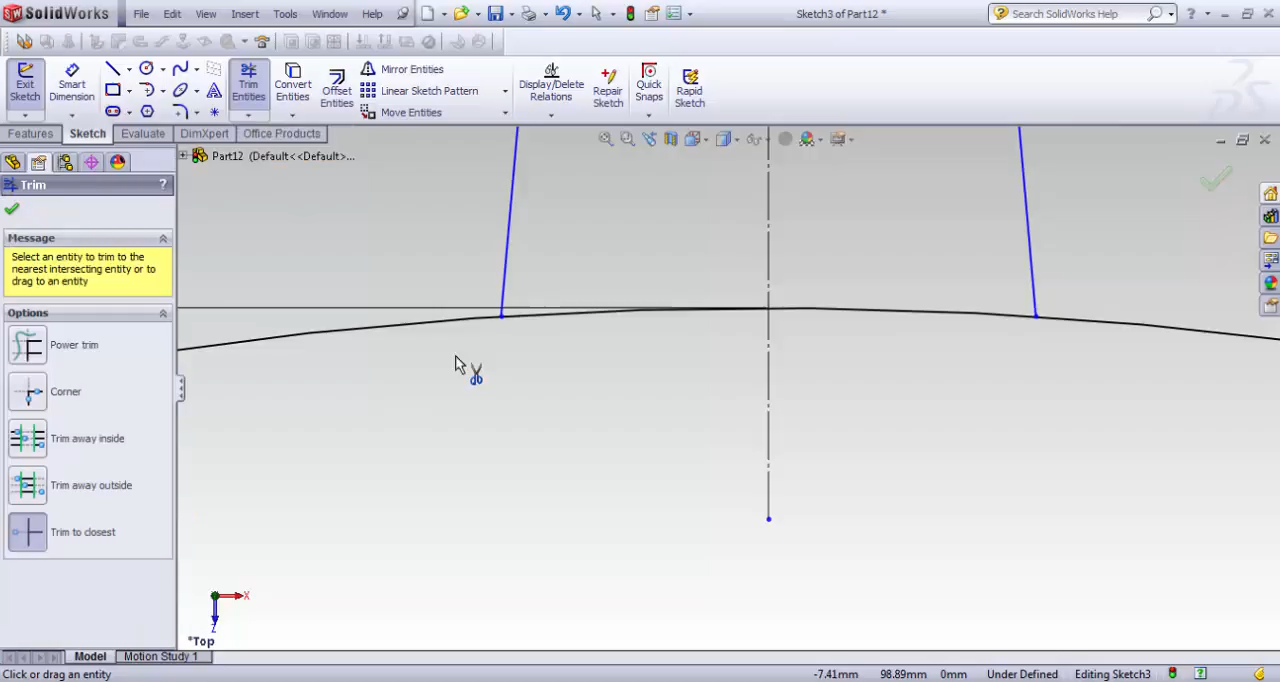 SolidWorks File Edit View Insert Tools Window Help Sketch3 of Part12 * Search SolidWorks Help
Exit Sketch
Smart Dimension
Trim Entities
Convert Entities
Offset Entities
Mirror Entities
Linear Sketch Pattern
Move Entities
Display/Delete Relations
Repair Sketch
Quick Snaps
Rapid Sketch
Features Sketch Evaluate DimXpert Office Products
Part12 (Default<<Default>...
Trim ?
Message
Select an entity to trim to the
nearest intersecting entity or to
drag to an entity
Options
Power trim
Corner
Trim away inside
Trim away outside
Trim to closest
X
Z
*Top
Model Motion Study 1
Click or drag an entity -7.41mm 98.89mm 0mm Under Defined Editing Sketch3